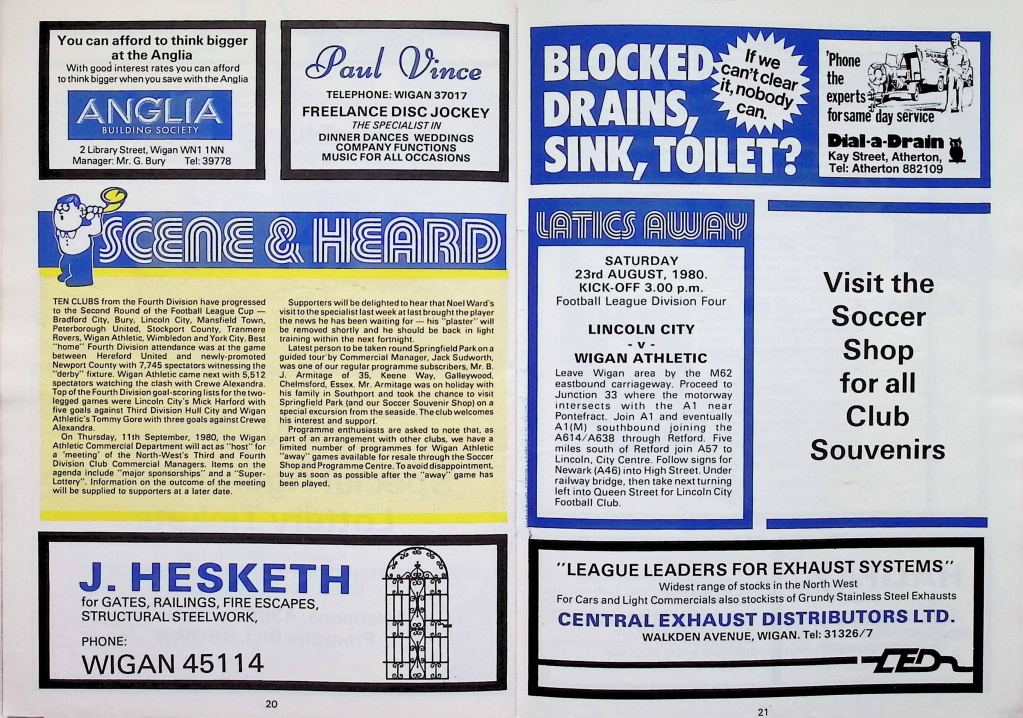 You can afford to think bigger
at the Anglia
With good interest rates you can afford
to think bigger when you save with the Anglia
ANGLIA
BUILDING SOCIETY
2 Library Street, Wigan WN1 1NN
Manager: Mr. G. Bury Tel: 39778
Paul Vince
TELEPHONE: WIGAN 37017
FREELANCE DISC JOCKEY
THE SPECIALIST IN
DINNER DANCES WEDDINGS
COMPANY FUNCTIONS
MUSIC FOR ALL OCCASIONS
SCENE & HEARD
TEN CLUBS from the Fourth Division have progressed
to the Second Round of the Football League Cup —
Bradford City, Bury, Lincoln City, Mansfield Town,
Peterborough United, Stockport County, Tranmere
Rovers, Wigan Athletic, Wimbledon and York City. Best
"home" Fourth Division attendance was at the game
between Hereford United and newly-promoted
Newport County with 7,745 spectators witnessing the
"derby" fixture. Wigan Athletic came next with 5,512
spectators watching the clash with Crewe Alexandra.
Top of the Fourth Division goal-scoring lists for the two-
legged games were Lincoln City's Mick Harford with
five goals against Third Division Hull City and Wigan
Athletic's Tommy Gore with three goals against Crewe
Alexandra.
On Thursday, 11th September, 1980, the Wigan
Athletic Commercial Department will act as "host" for
a 'meeting' of the North-West's Third and Fourth
Division Club Commercial Managers. Items on the
agenda include "major sponsorships" and a "Super-
Lottery". Information on the outcome of the meeting
will be supplied to supporters at a later date.
Supporters will be delighted to hear that Noel Ward's
visit to the specialist last week at last brought the player
the news he has been waiting for — his "plaster" will
be removed shortly and he should be back in light
training within the next fortnight.
Latest person to be taken round Springfield Park on a
guided tour by Commercial Manager, Jack Sudworth,
was one of our regular programme subscribers, Mr. B.
J. Armitage of 35, Keene Way, Galleywood,
Chelmsford, Essex. Mr. Armitage was on holiday with
his family in Southport and took the chance to visit
Springfield Park (and our Soccer Souvenir Shop) on a
special excursion from the seaside. The club welcomes
his interest and support.
Programme enthusiasts are asked to note that, as
part of an arrangement with other clubs, we have a
limited number of programmes for Wigan Athletic
"away" games available for resale through the Soccer
Shop and Programme Centre. To avoid disappointment,
buy as soon as possible after the "away" game has
been played.
J. HESKETH
for GATES, RAILINGS, FIRE ESCAPES,
STRUCTURAL STEELWORK,
PHONE:
WIGAN 45114
20
BLOCKED
DRAINS,
SINK, TOILET?
If we
can't clear
it, nobody
can.
'Phone
the
experts
for same day service
Dial-a-Drain
Kay Street, Atherton,
Tel: Atherton 882109
LATICS AWAY
SATURDAY
23rd AUGUST, 1980.
KICK-OFF 3.00 p.m.
Football League Division Four
LINCOLN CITY
- v -
WIGAN ATHLETIC
Leave Wigan area by the M62
eastbound carriageway. Proceed to
Junction 33 where the motorway
intersects with the A1 near
Pontefract. Join A1 and eventually
A1(M) southbound joining the
A614/A638 through Retford. Five
miles south of Retford join A57 to
Lincoln, City Centre. Follow signs for
Newark (A46) into High Street. Under
railway bridge, then take next turning
left into Queen Street for Lincoln City
Football Club.
Visit the
Soccer
Shop
for all
Club
Souvenirs
"LEAGUE LEADERS FOR EXHAUST SYSTEMS"
Widest range of stocks in the North West
For Cars and Light Commercials also stockists of Grundy Stainless Steel Exhausts
CENTRAL EXHAUST DISTRIBUTORS LTD.
WALKDEN AVENUE, WIGAN. Tel: 31326/7
CED
21